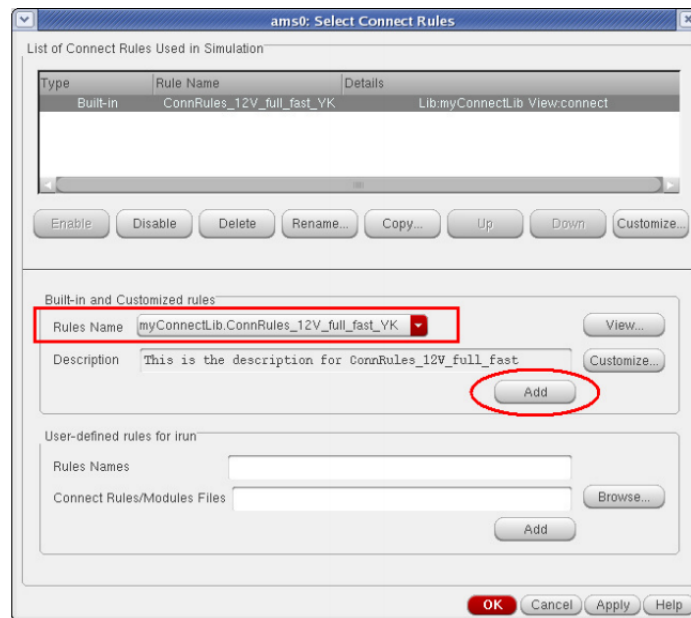 ams0: Select Connect Rules
List of Connect Rules Used in Simulation
Type Rule Name Details
Built-in ConnRules_12V_full_fast_YK Lib:myConnectLib View:connect
Enable Disable Delete Rename... Copy... Up Down Customize...
Built-in and Customized rules
Rules Name myConnectLib.ConnRules_12V_full_fast_YK View...
Description This is the description for ConnRules_12V_full_fast Customize...
Add
User-defined rules for irun
Rules Names
Connect Rules/Modules Files Browse...
Add
OK Cancel Apply Help